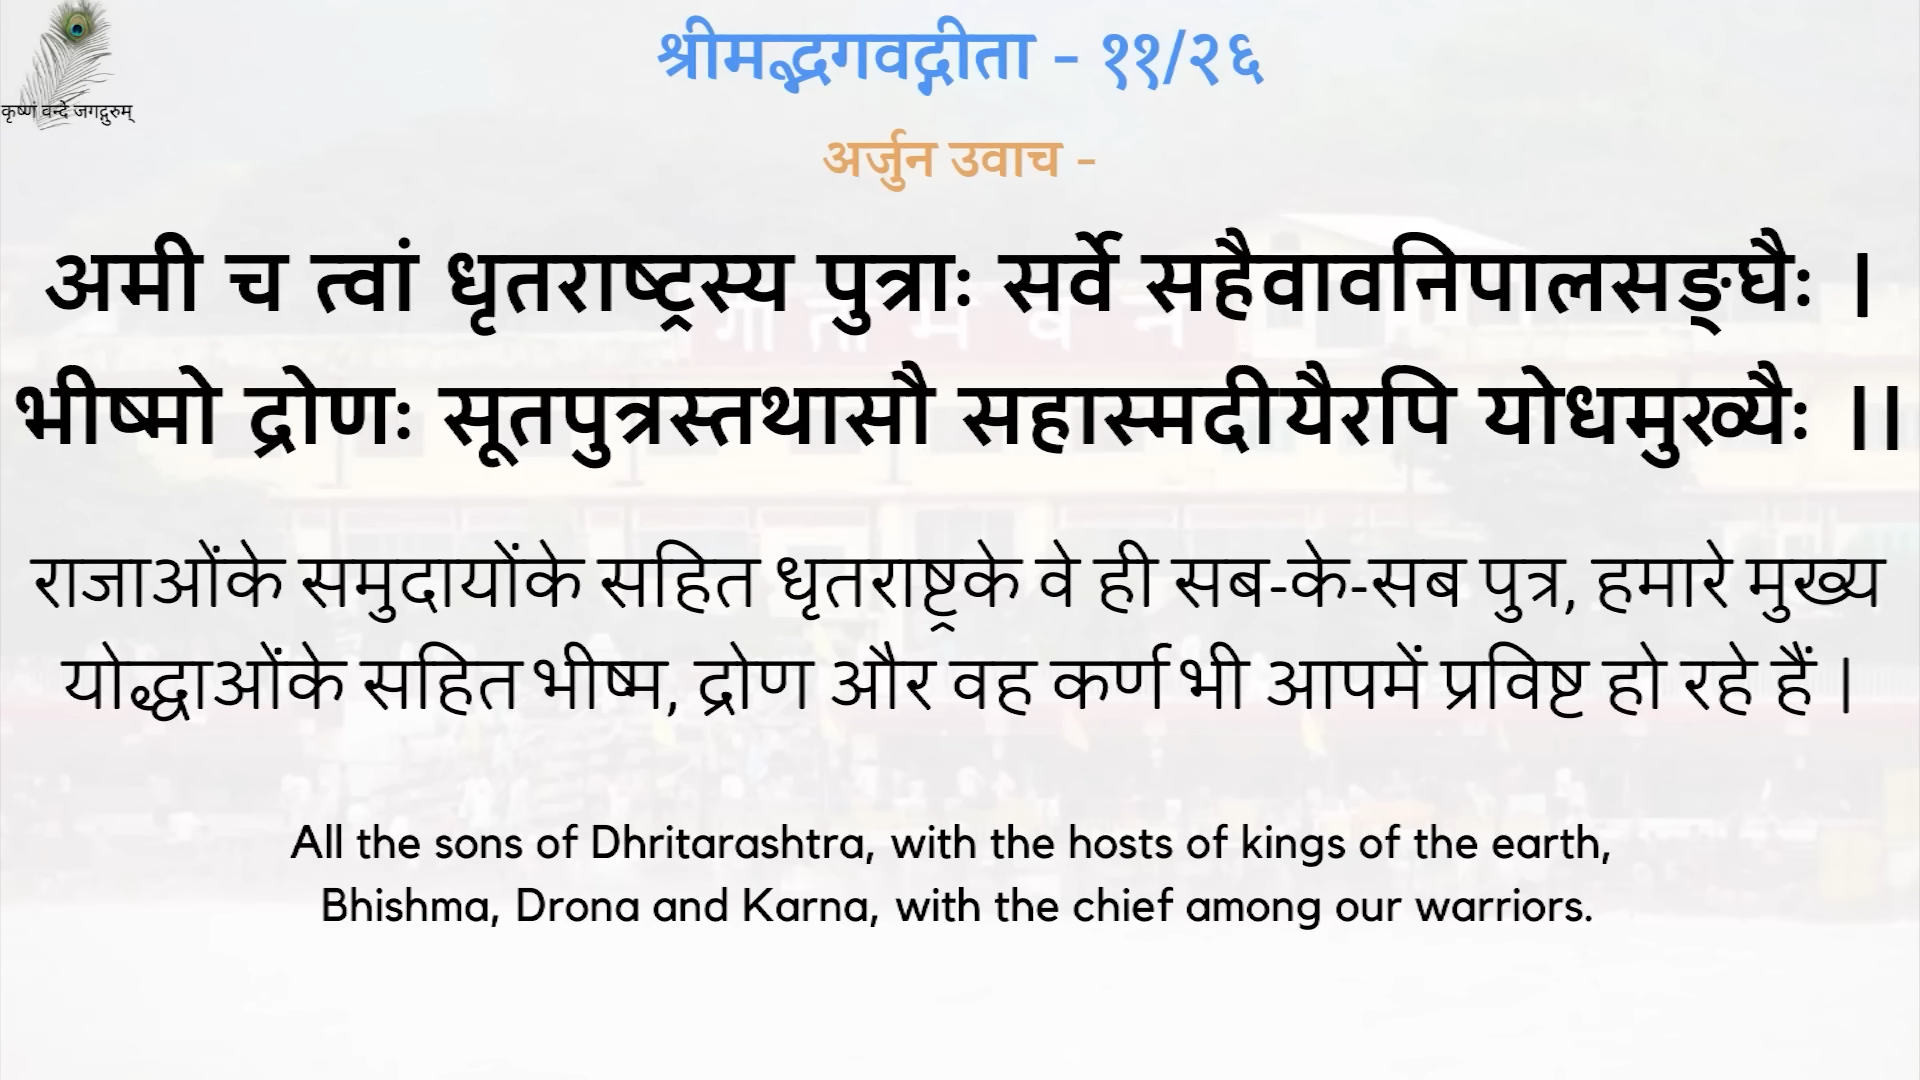 श्रीमद्भगवद्गीता - ११/२६
कृष्णं वन्दे जगद्गुरुम्
अर्जुन उवाच -
अमी च त्वां धृतराष्ट्रस्य पुत्राः सर्वे सहैवावनिपालसङ्घैः ।
गीता भवन
भीष्मो द्रोणः सूतपुत्रस्तथासौ सहास्मदीयैरपि योधमुख्यैः ।।
राजाओंके समुदायोंके सहित धृतराष्ट्रके वे ही सब-के-सब पुत्र, हमारे मुख्य
योद्धाओंके सहित भीष्म, द्रोण और वह कर्ण भी आपमें प्रविष्ट हो रहे हैं |
All the sons of Dhritarashtra, with the hosts of kings of the earth,
Bhishma, Drona and Karna, with the chief among our warriors.